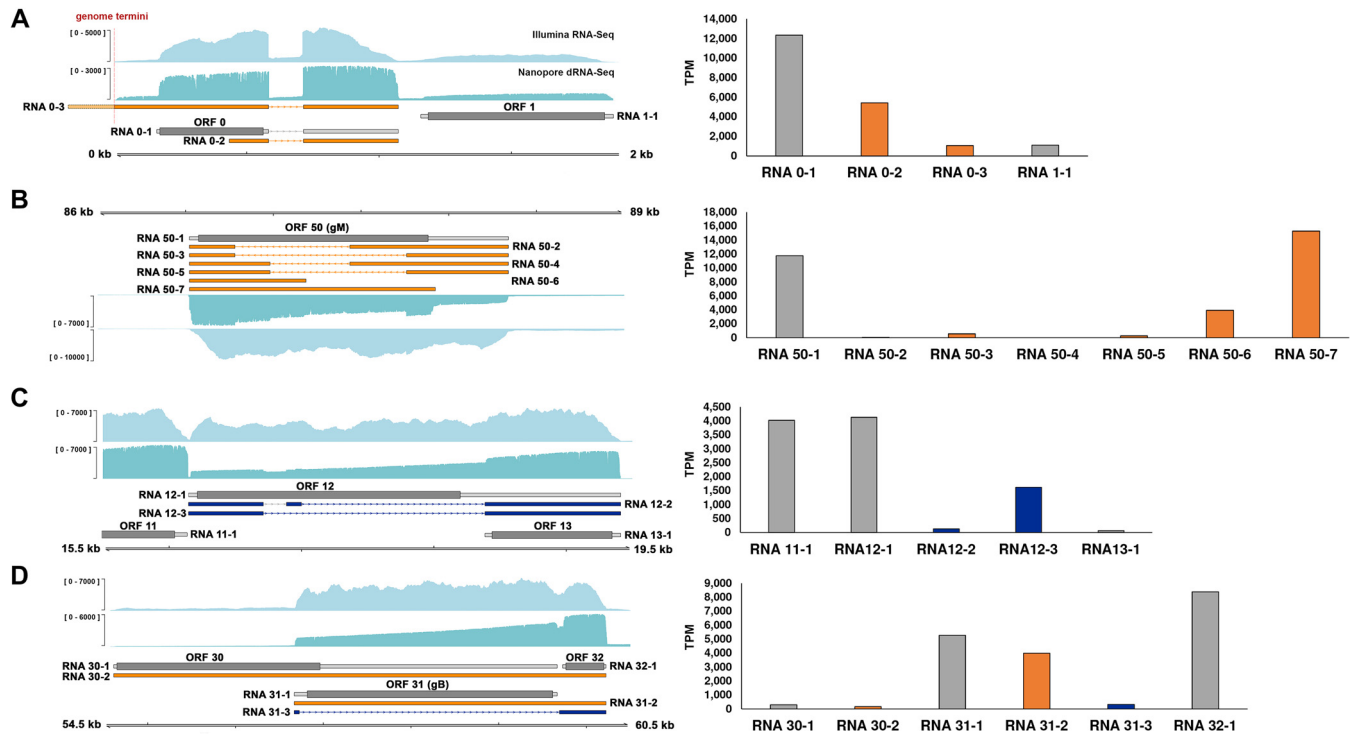 A
genome termini
[ 0 - 5000 ]
Illumina RNA-Seq
[ 0 - 3000 ]
Nanopore dRNA-Seq
RNA 0-3
ORF 1
RNA 1-1
ORF 0
RNA 0-1
RNA 0-2
0 kb
2 kb
TPM
14,000
12,000
10,000
8,000
6,000
4,000
2,000
0
RNA 0-1 RNA 0-2 RNA 0-3 RNA 1-1
B
86 kb
89 kb
ORF 50 (gM)
RNA 50-1
RNA 50-2
RNA 50-3
RNA 50-4
RNA 50-5
RNA 50-6
RNA 50-7
[ 0 - 7000 ]
[ 0 - 10000 ]
TPM
18,000
16,000
14,000
12,000
10,000
8,000
6,000
4,000
2,000
0
RNA 50-1 RNA 50-2 RNA 50-3 RNA 50-4 RNA 50-5 RNA 50-6 RNA 50-7
C
[ 0 - 7000 ]
[ 0 - 7000 ]
ORF 12
RNA 12-1
RNA 12-2
RNA 12-3
ORF 11
RNA 11-1
ORF 13
RNA 13-1
15.5 kb
19.5 kb
TPM
4,500
4,000
3,500
3,000
2,500
2,000
1,500
1,000
500
0
RNA 11-1 RNA12-1 RNA12-2 RNA12-3 RNA13-1
D
[ 0 - 7000 ]
[ 0 - 6000 ]
ORF 30
ORF 32
RNA 30-1
RNA 32-1
RNA 30-2
ORF 31 (gB)
RNA 31-1
RNA 31-2
RNA 31-3
54.5 kb
60.5 kb
TPM
9,000
8,000
7,000
6,000
5,000
4,000
3,000
2,000
1,000
0
RNA 30-1 RNA 30-2 RNA 31-1 RNA 31-2 RNA 31-3 RNA 32-1